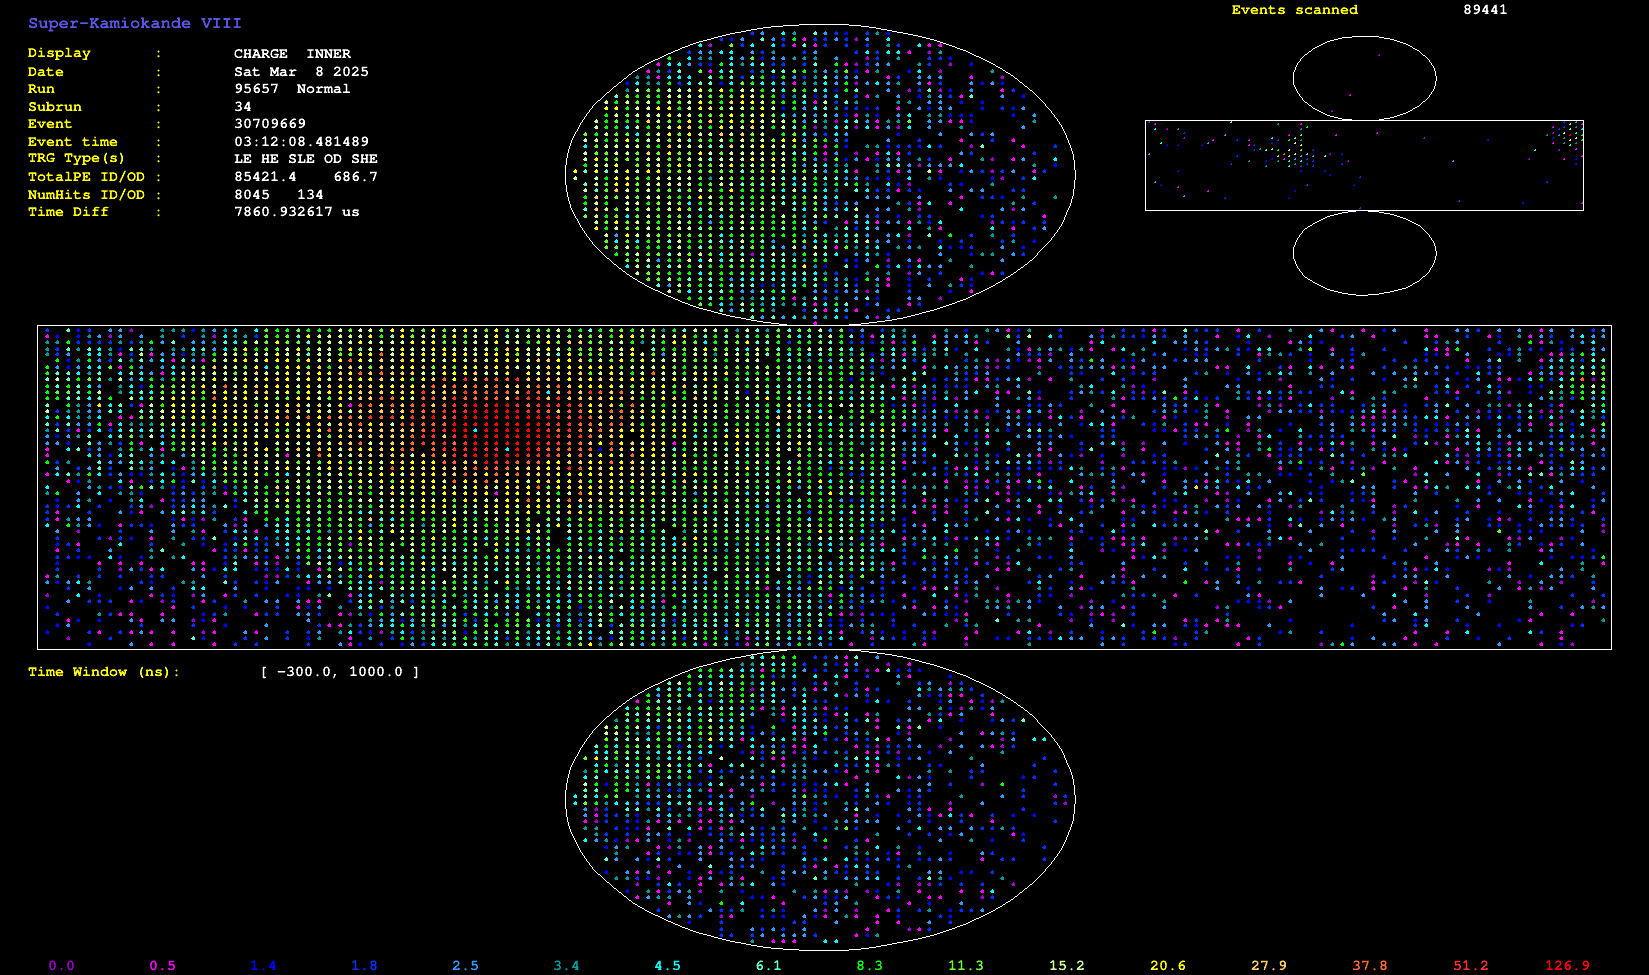 Super-Kamiokande VIII
Events scanned 89441
Display : CHARGE INNER
Date : Sat Mar 8 2025
Run : 95657 Normal
Subrun : 34
Event : 30709669
Event time : 03:12:08.481489
TRG Type(s) : LE HE SLE OD SHE
TotalPE ID/OD : 85421.4 686.7
NumHits ID/OD : 8045 134
Time Diff : 7860.932617 us
Time Window (ns): [ -300.0, 1000.0 ]
0.0 0.5 1.4 1.8 2.5 3.4 4.5 6.1 8.3 11.3 15.2 20.6 27.9 37.8 51.2 126.9